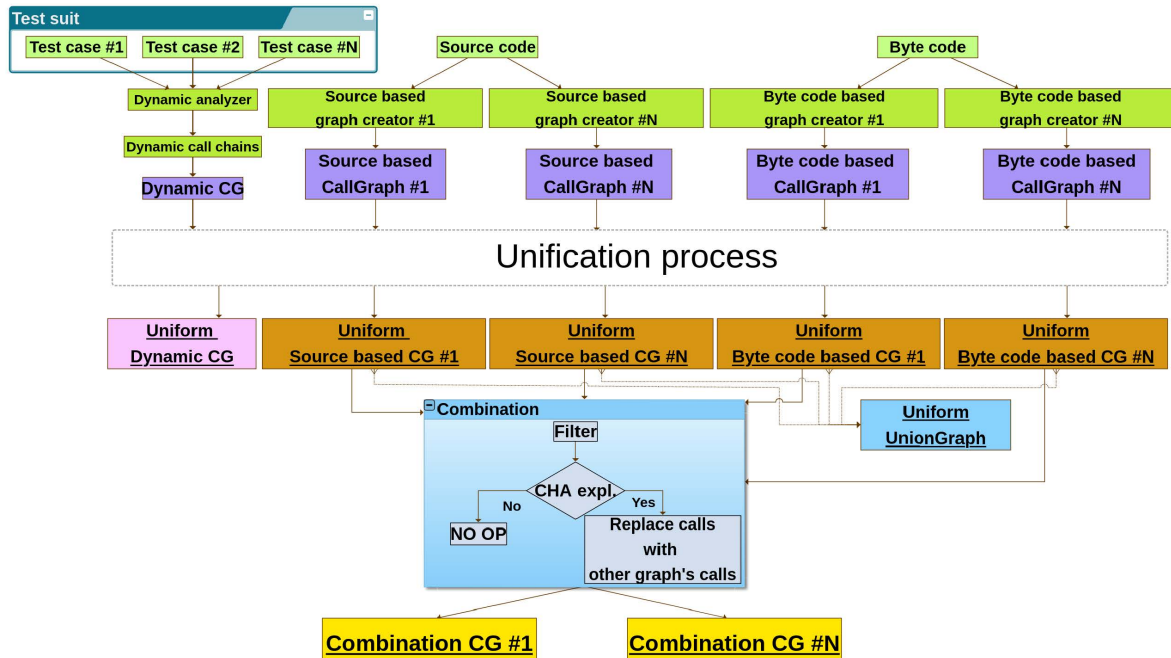 Test suit
Test case #1
Test case #2
Test case #N
Source code
Byte code
Dynamic analyzer
Source based
graph creator #1
Source based
graph creator #N
Byte code based
graph creator #1
Byte code based
graph creator #N
Dynamic call chains
Dynamic CG
Source based
CallGraph #1
Source based
CallGraph #N
Byte code based
CallGraph #1
Byte code based
CallGraph #N
Unification process
Uniform
Dynamic CG
Uniform
Source based CG #1
Uniform
Source based CG #N
Uniform
Byte code based CG #1
Uniform
Byte code based CG #N
Combination
Filter
CHA expl.
No
Yes
NO OP
Replace calls
with
other graph's calls
Uniform
UnionGraph
Combination CG #1
Combination CG #N